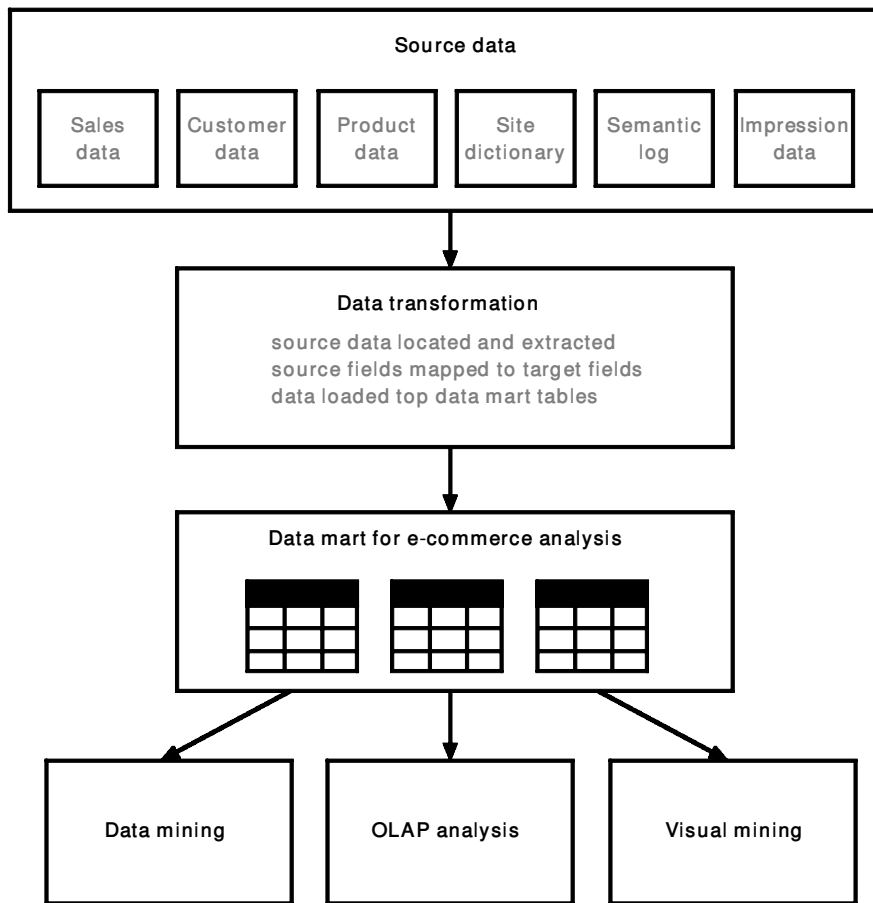 Source data
Sales
data
Customer
data
Product
data
Site
dictionary
Semantic
log
Impression
data
Data transformation
source data located and extracted
source fields mapped to target fields
data loaded top data mart tables
Data mart for e-commerce analysis
Data mining
OLAP analysis
Visual mining